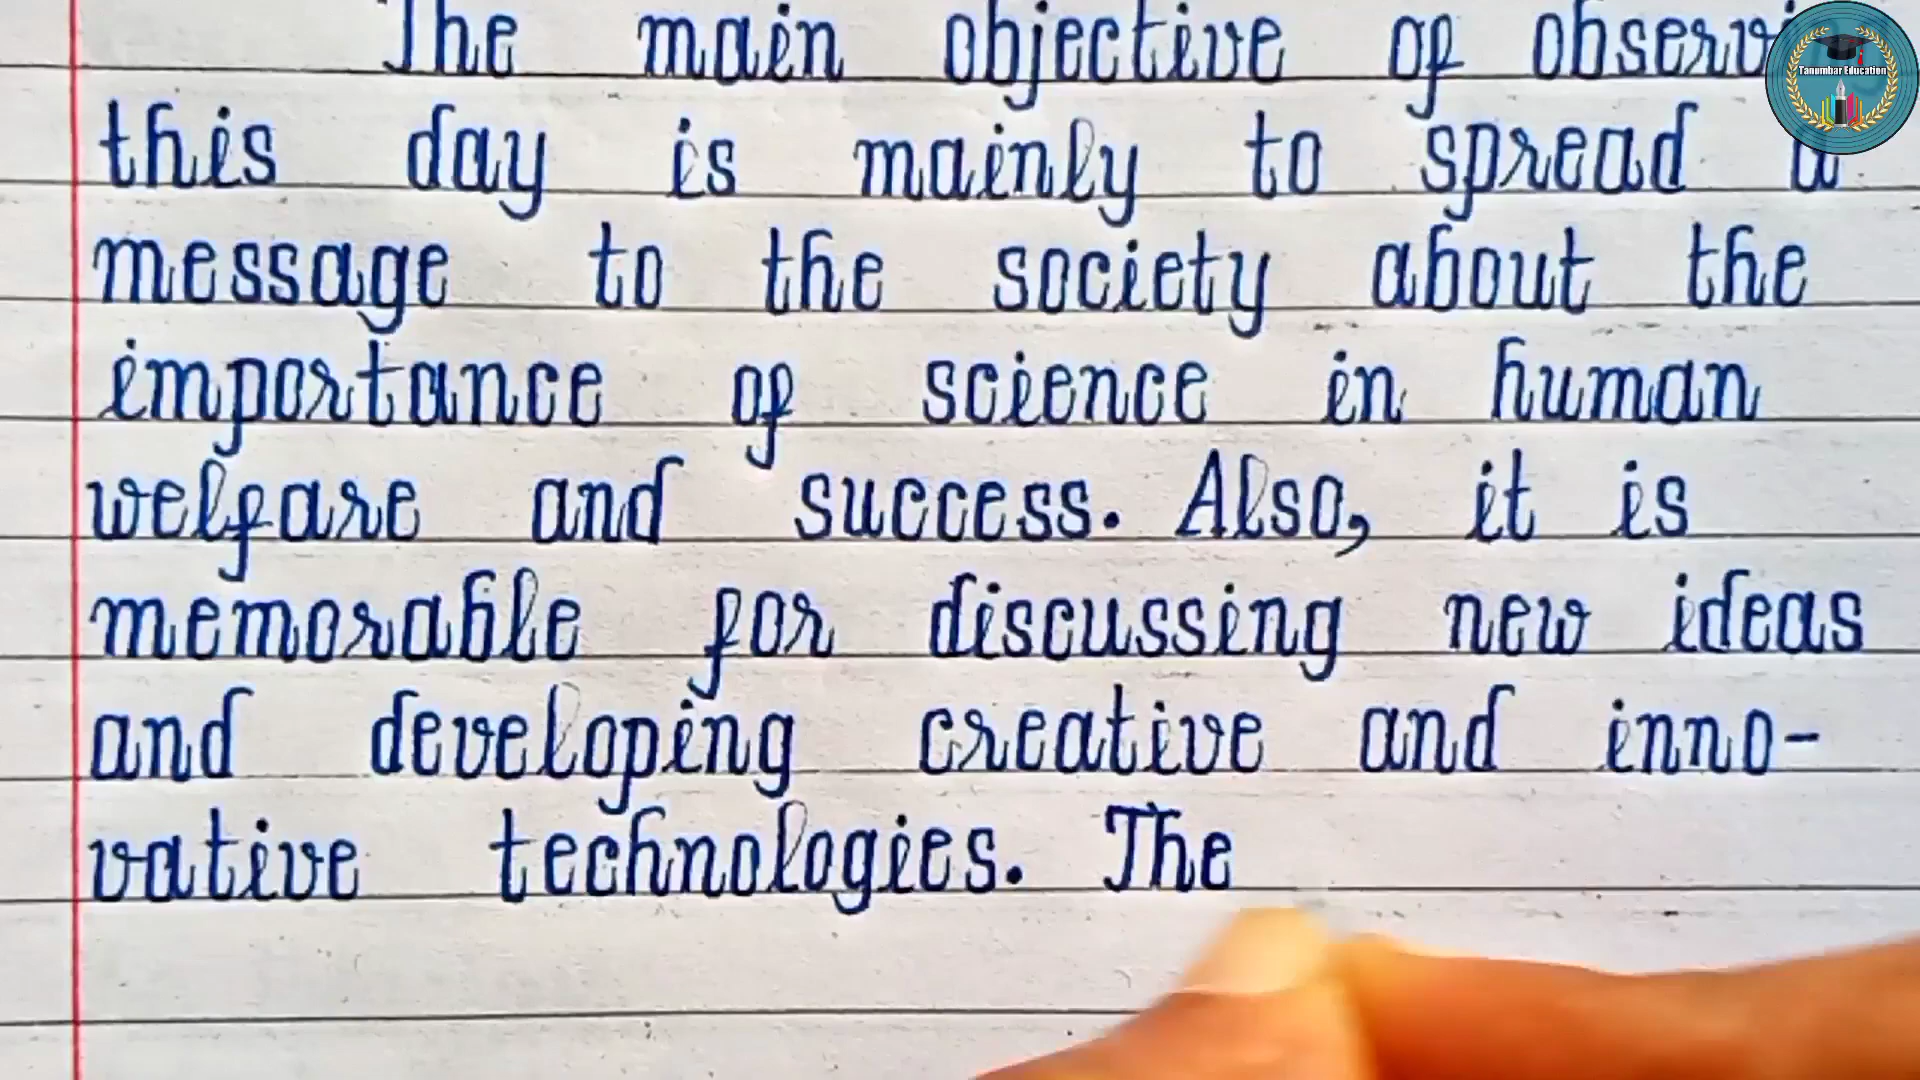 The main objective of
this day is mainly to spread a
message to the society about the
importance of science in human
welfare and success. Also, it is
memorable for discussing new ideas
and developing creative and inno-
vative technologies. The
Tanumbar Education